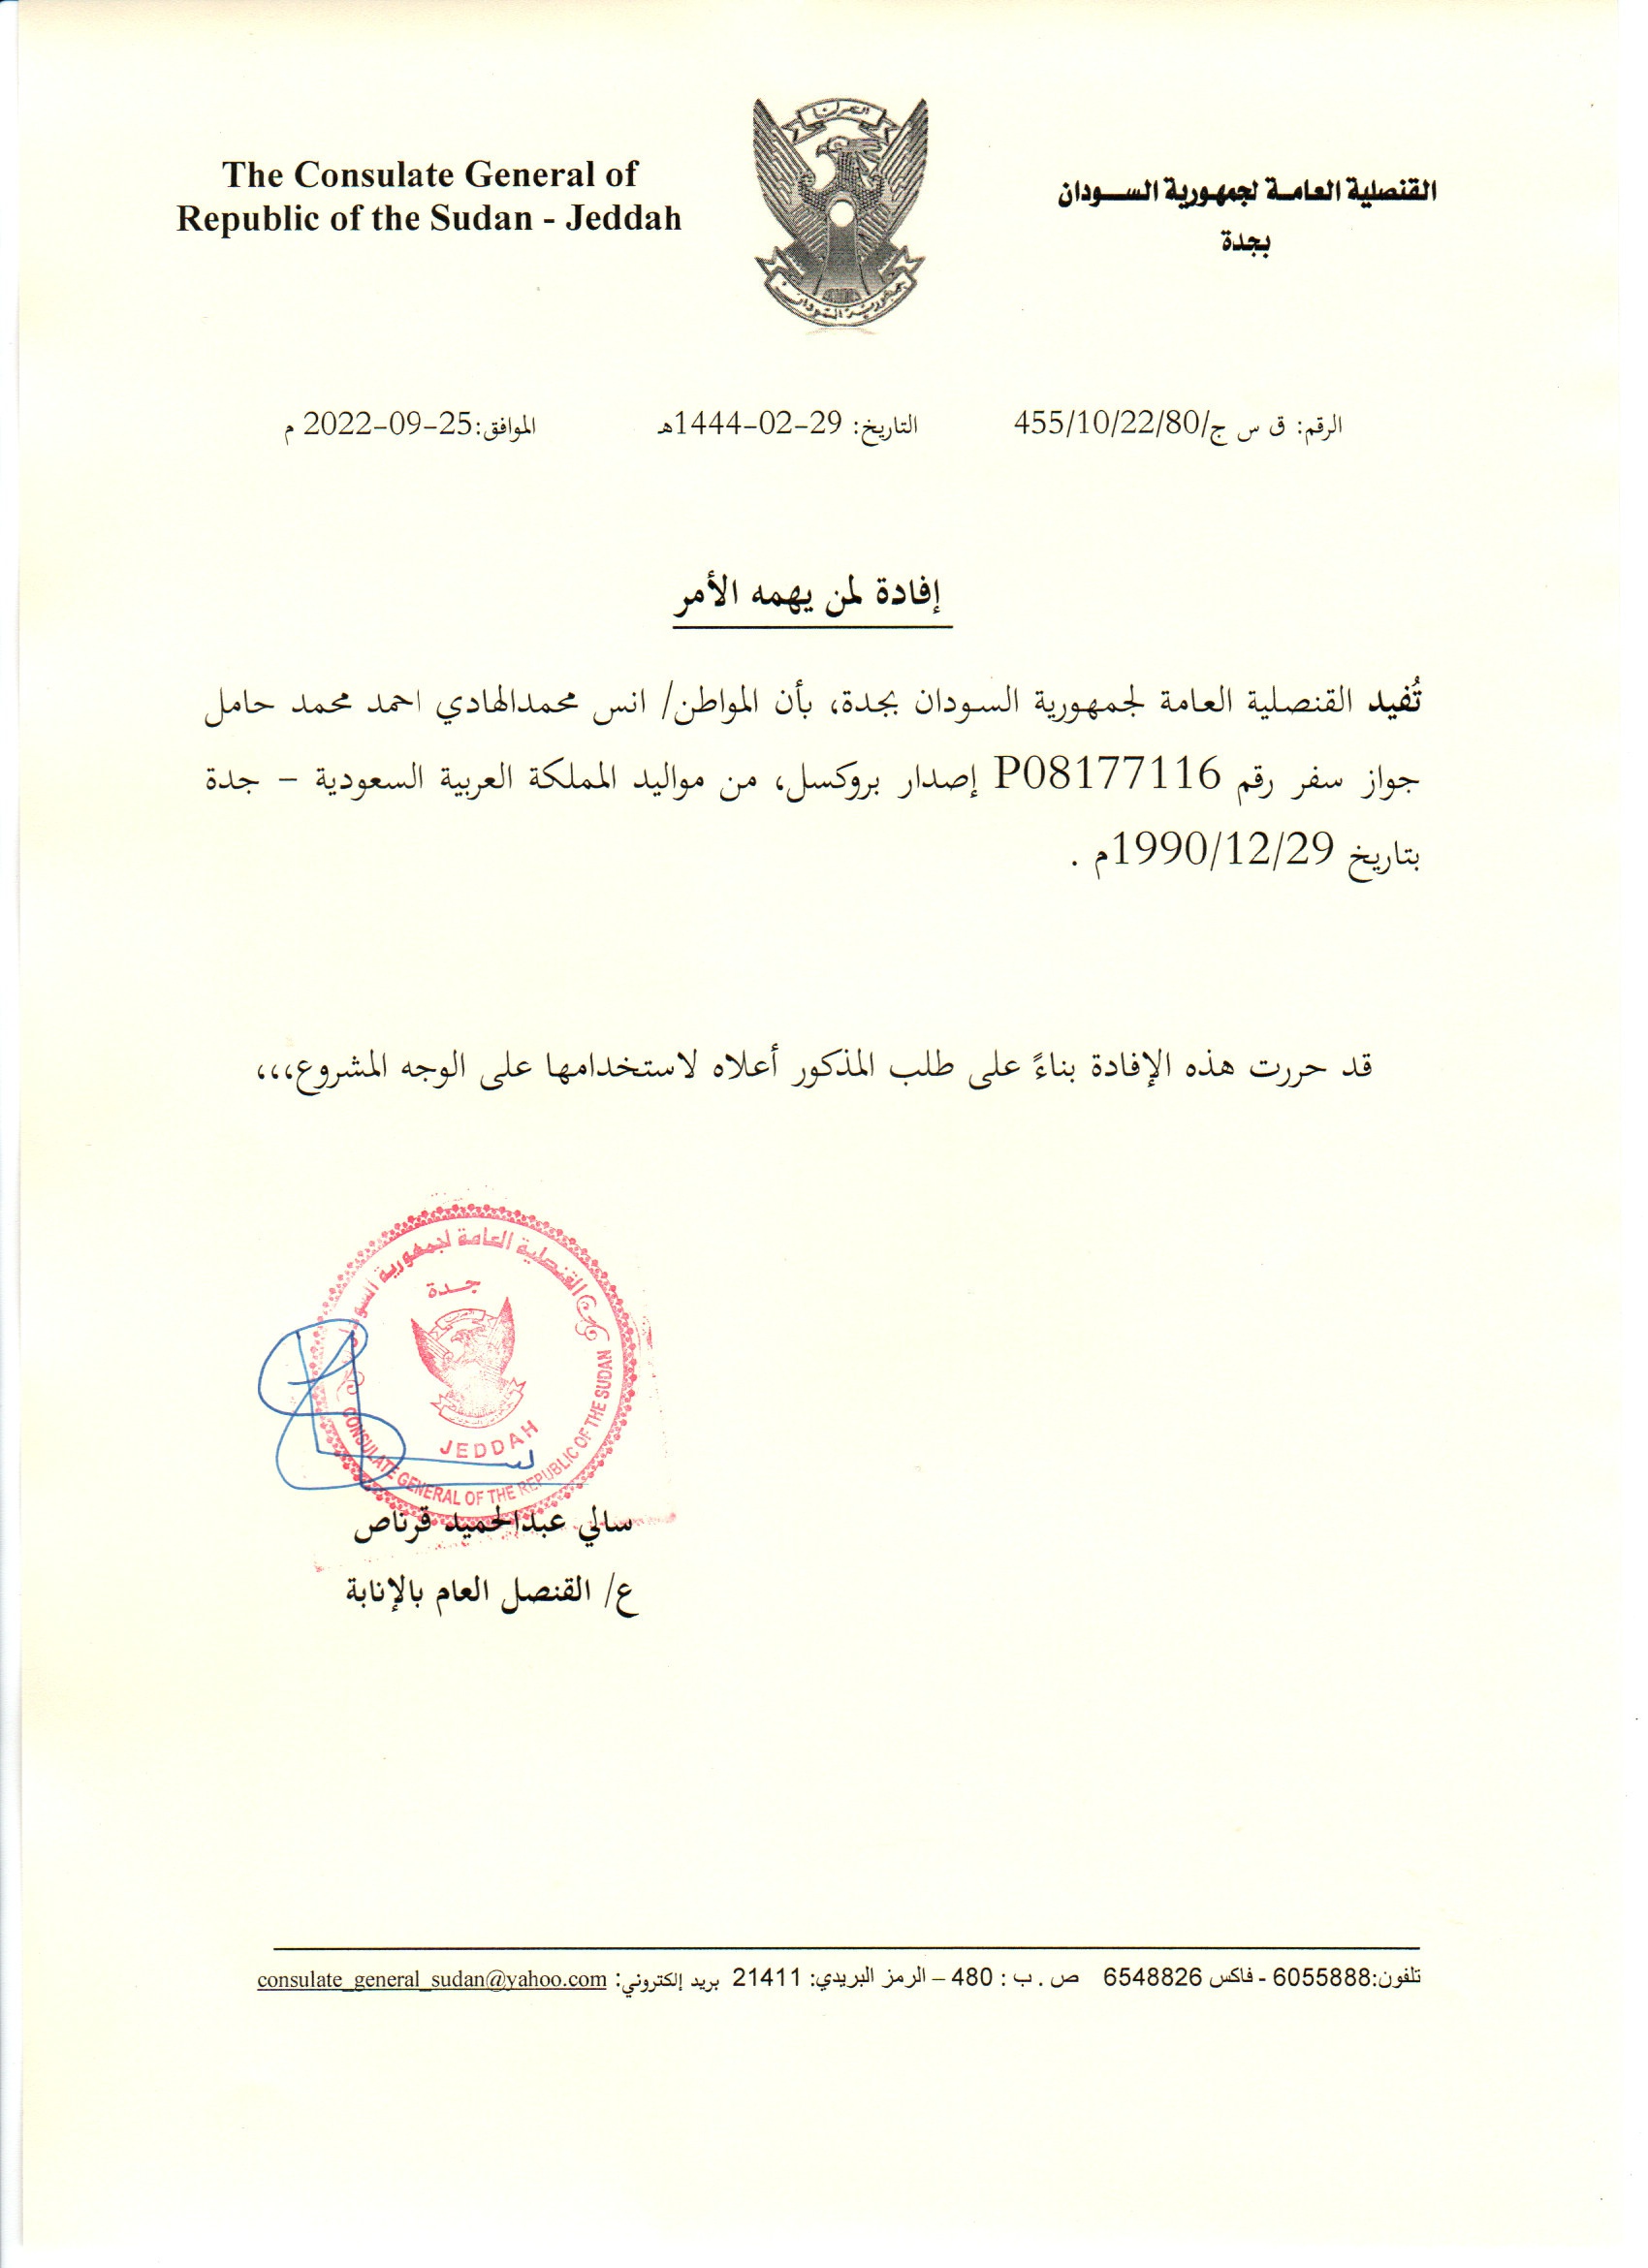 The Consulate General of
Republic of the Sudan - Jeddah
العزلنا
جمهورية السودان
القنصلية العامة لجمهورية الســودان
بجدة
الرقم: ق س ج/455/10/22/80 التاريخ: 29-02-1444هـ الموافق:25-09-2022 م
إفادة لمن يهمه الأمر
تُفيد القنصلية العامة لجمهورية السودان بجدة، بأن المواطن/ انس محمدالهادي احمد محمد حامل
جواز سفر رقم P08177116 إصدار بروكسل، من مواليد المملكة العربية السعودية – جدة
بتاريخ 1990/12/29م .
قد حررت هذه الإفادة بناءً على طلب المذكور أعلاه لاستخدامها على الوجه المشروع،،،
القنصلية العامة لجمهورية السودان
جدة
JEDDAH
CONSULATE GENERAL OF THE REPUBLIC OF THE SUDAN
سالي عبدالحميد قرناص
ع/ القنصل العام بالإنابة
تلفون:6055888 - فاكس 6548826 ص . ب : 480 – الرمز البريدي: 21411 بريد إلكتروني: consulate_general_sudan@yahoo.com